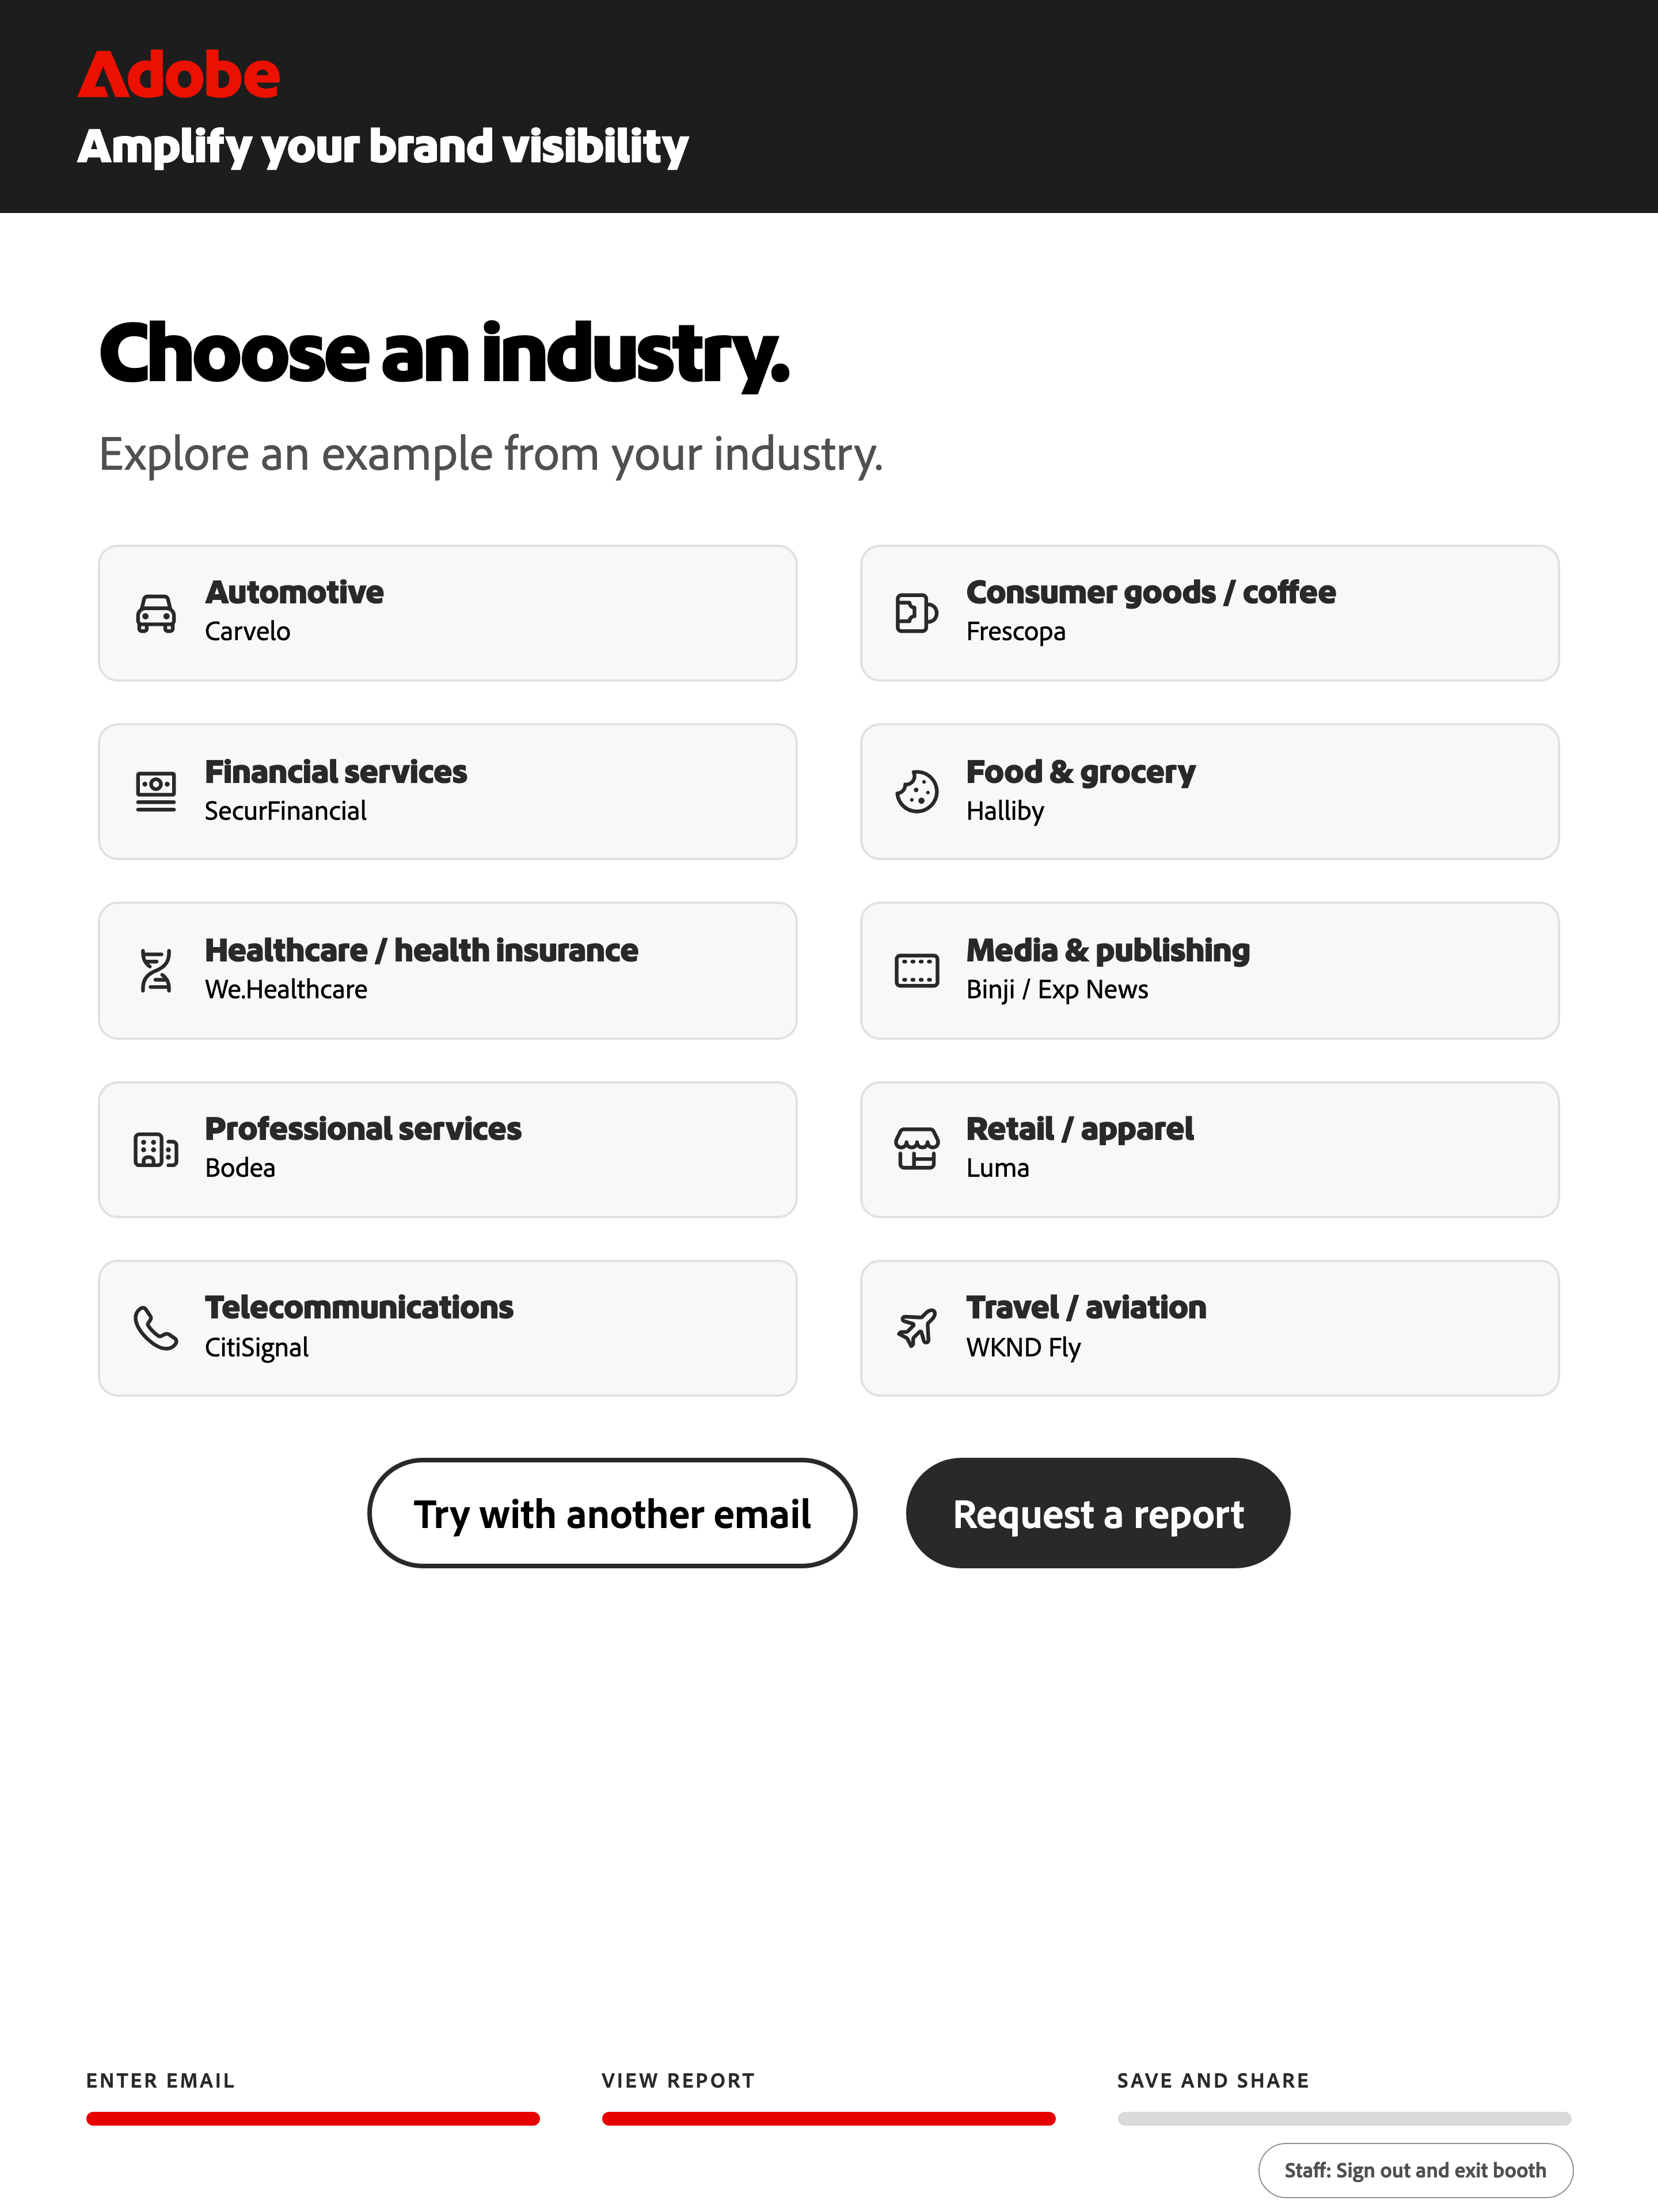 Adobe
Amplify your brand visibility
Choose an industry.
Explore an example from your industry.
Automotive
Carvelo
Consumer goods / coffee
Frescopa
Financial services
SecurFinancial
Food & grocery
Halliby
Healthcare / health insurance
We.Healthcare
Media & publishing
Binji / Exp News
Professional services
Bodea
Retail / apparel
Luma
Telecommunications
CitiSignal
Travel / aviation
WKND Fly
Try with another email
Request a report
ENTER EMAIL
VIEW REPORT
SAVE AND SHARE
Staff: Sign out and exit booth